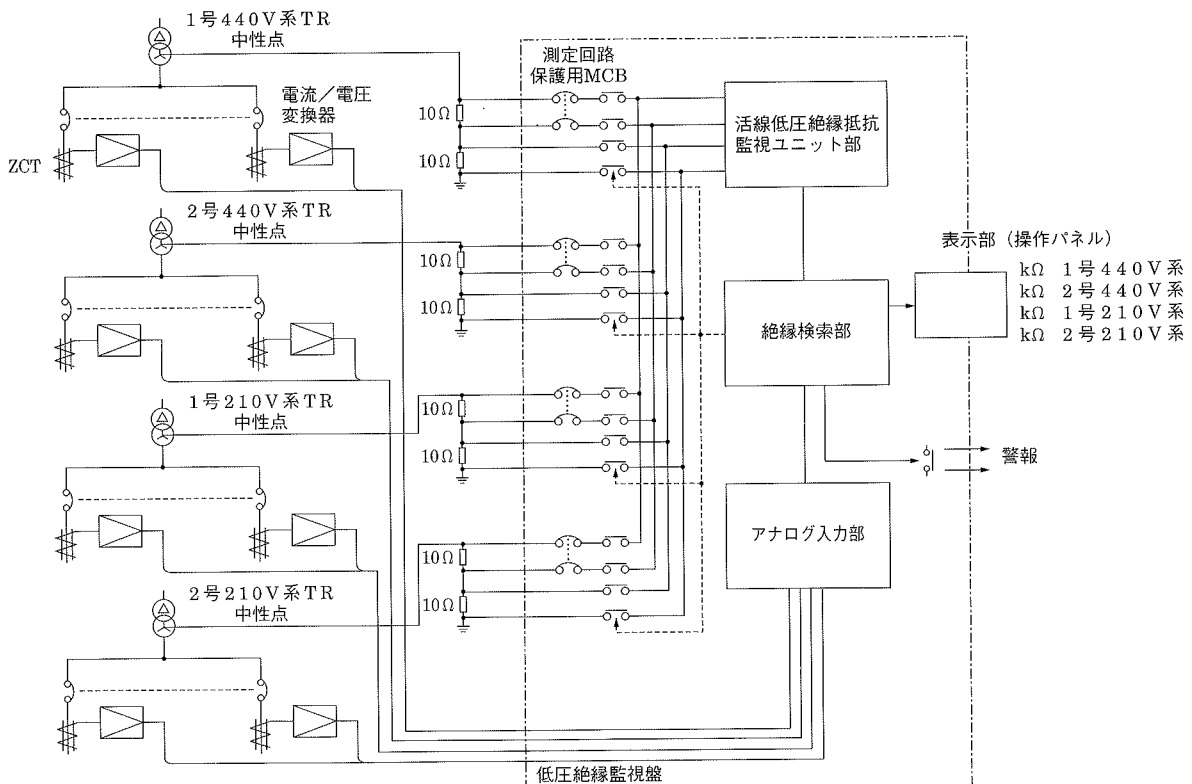 1号440V系TR
中性点
測定回路
保護用MCB
電流／電圧
変換器
ZCT
10Ω
10Ω
活線低圧絶縁抵抗
監視ユニット部
2号440V系TR
中性点
10Ω
10Ω
表示部（操作パネル）
kΩ 1号440V系
kΩ 2号440V系
kΩ 1号210V系
kΩ 2号210V系
絶縁検索部
1号210V系TR
中性点
10Ω
10Ω
警報
アナログ入力部
2号210V系TR
中性点
10Ω
10Ω
低圧絶縁監視盤